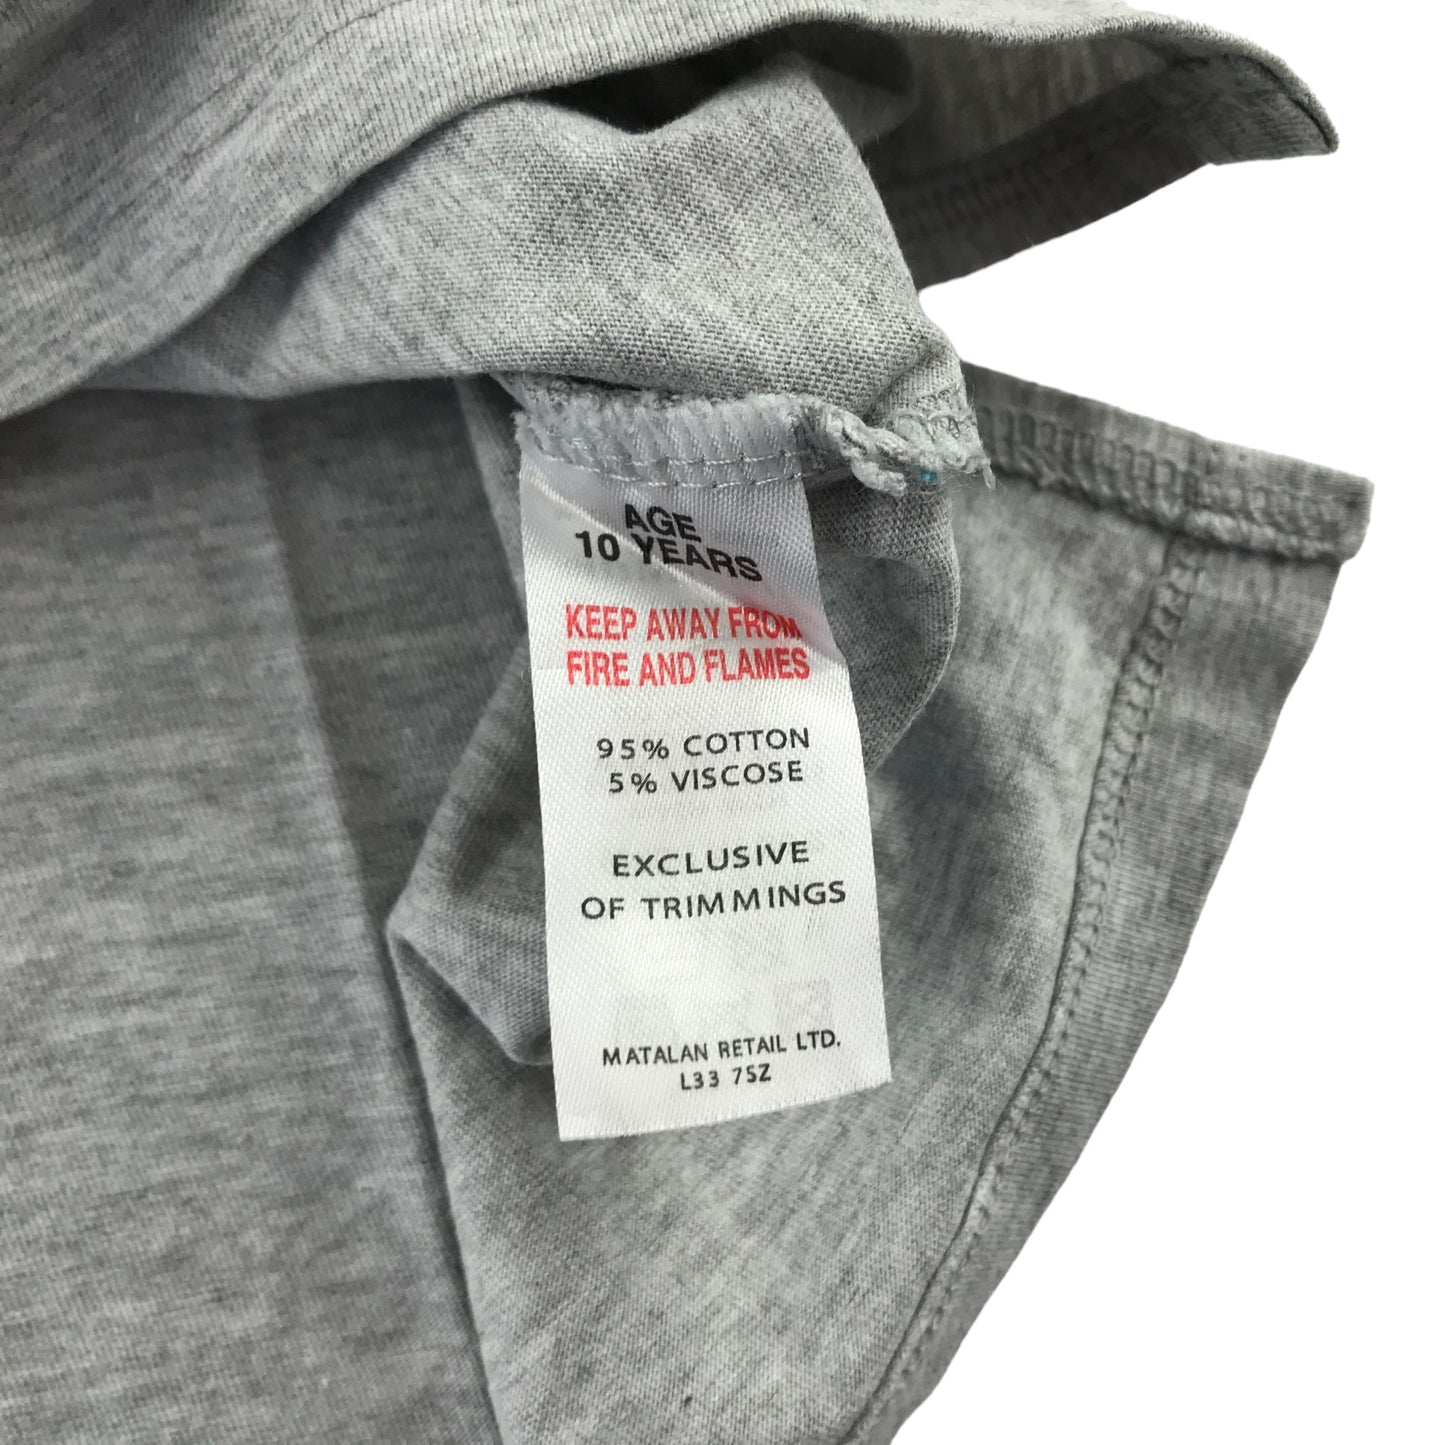 AGE
10 YEARS
KEEP AWAY FROM
FIRE AND FLAMES
95% COTTON
5% VISCOSE
EXCLUSIVE
OF TRIMMINGS
MATALAN RETAIL LTD.
L33 7SZ